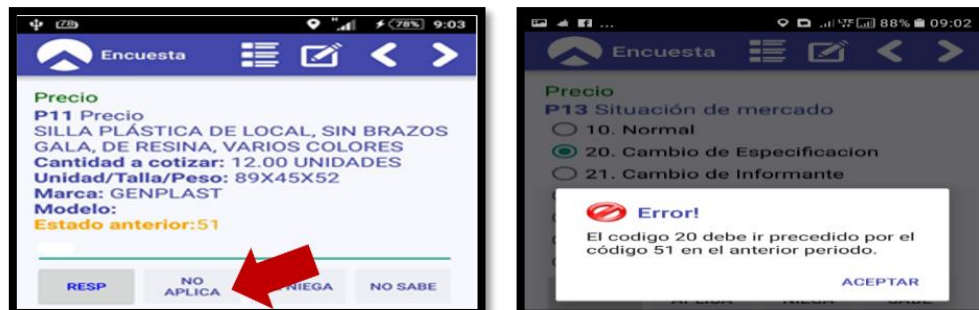 78% 9:03
Encuesta
Precio
P11 Precio
SILLA PLÁSTICA DE LOCAL, SIN BRAZOS
GALA, DE RESINA, VARIOS COLORES
Cantidad a cotizar: 12.00 UNIDADES
Unidad/Talla/Peso: 89X45X52
Marca: GENPLAST
Modelo:
Estado anterior:51
RESP
NO
APLICA
NIEGA
NO SABE
... 88% 09:02
Encuesta
Precio
P13 Situación de mercado
10. Normal
20. Cambio de Especificacion
21. Cambio de Informante
Error!
El codigo 20 debe ir precedido por el
código 51 en el anterior periodo.
ACEPTAR